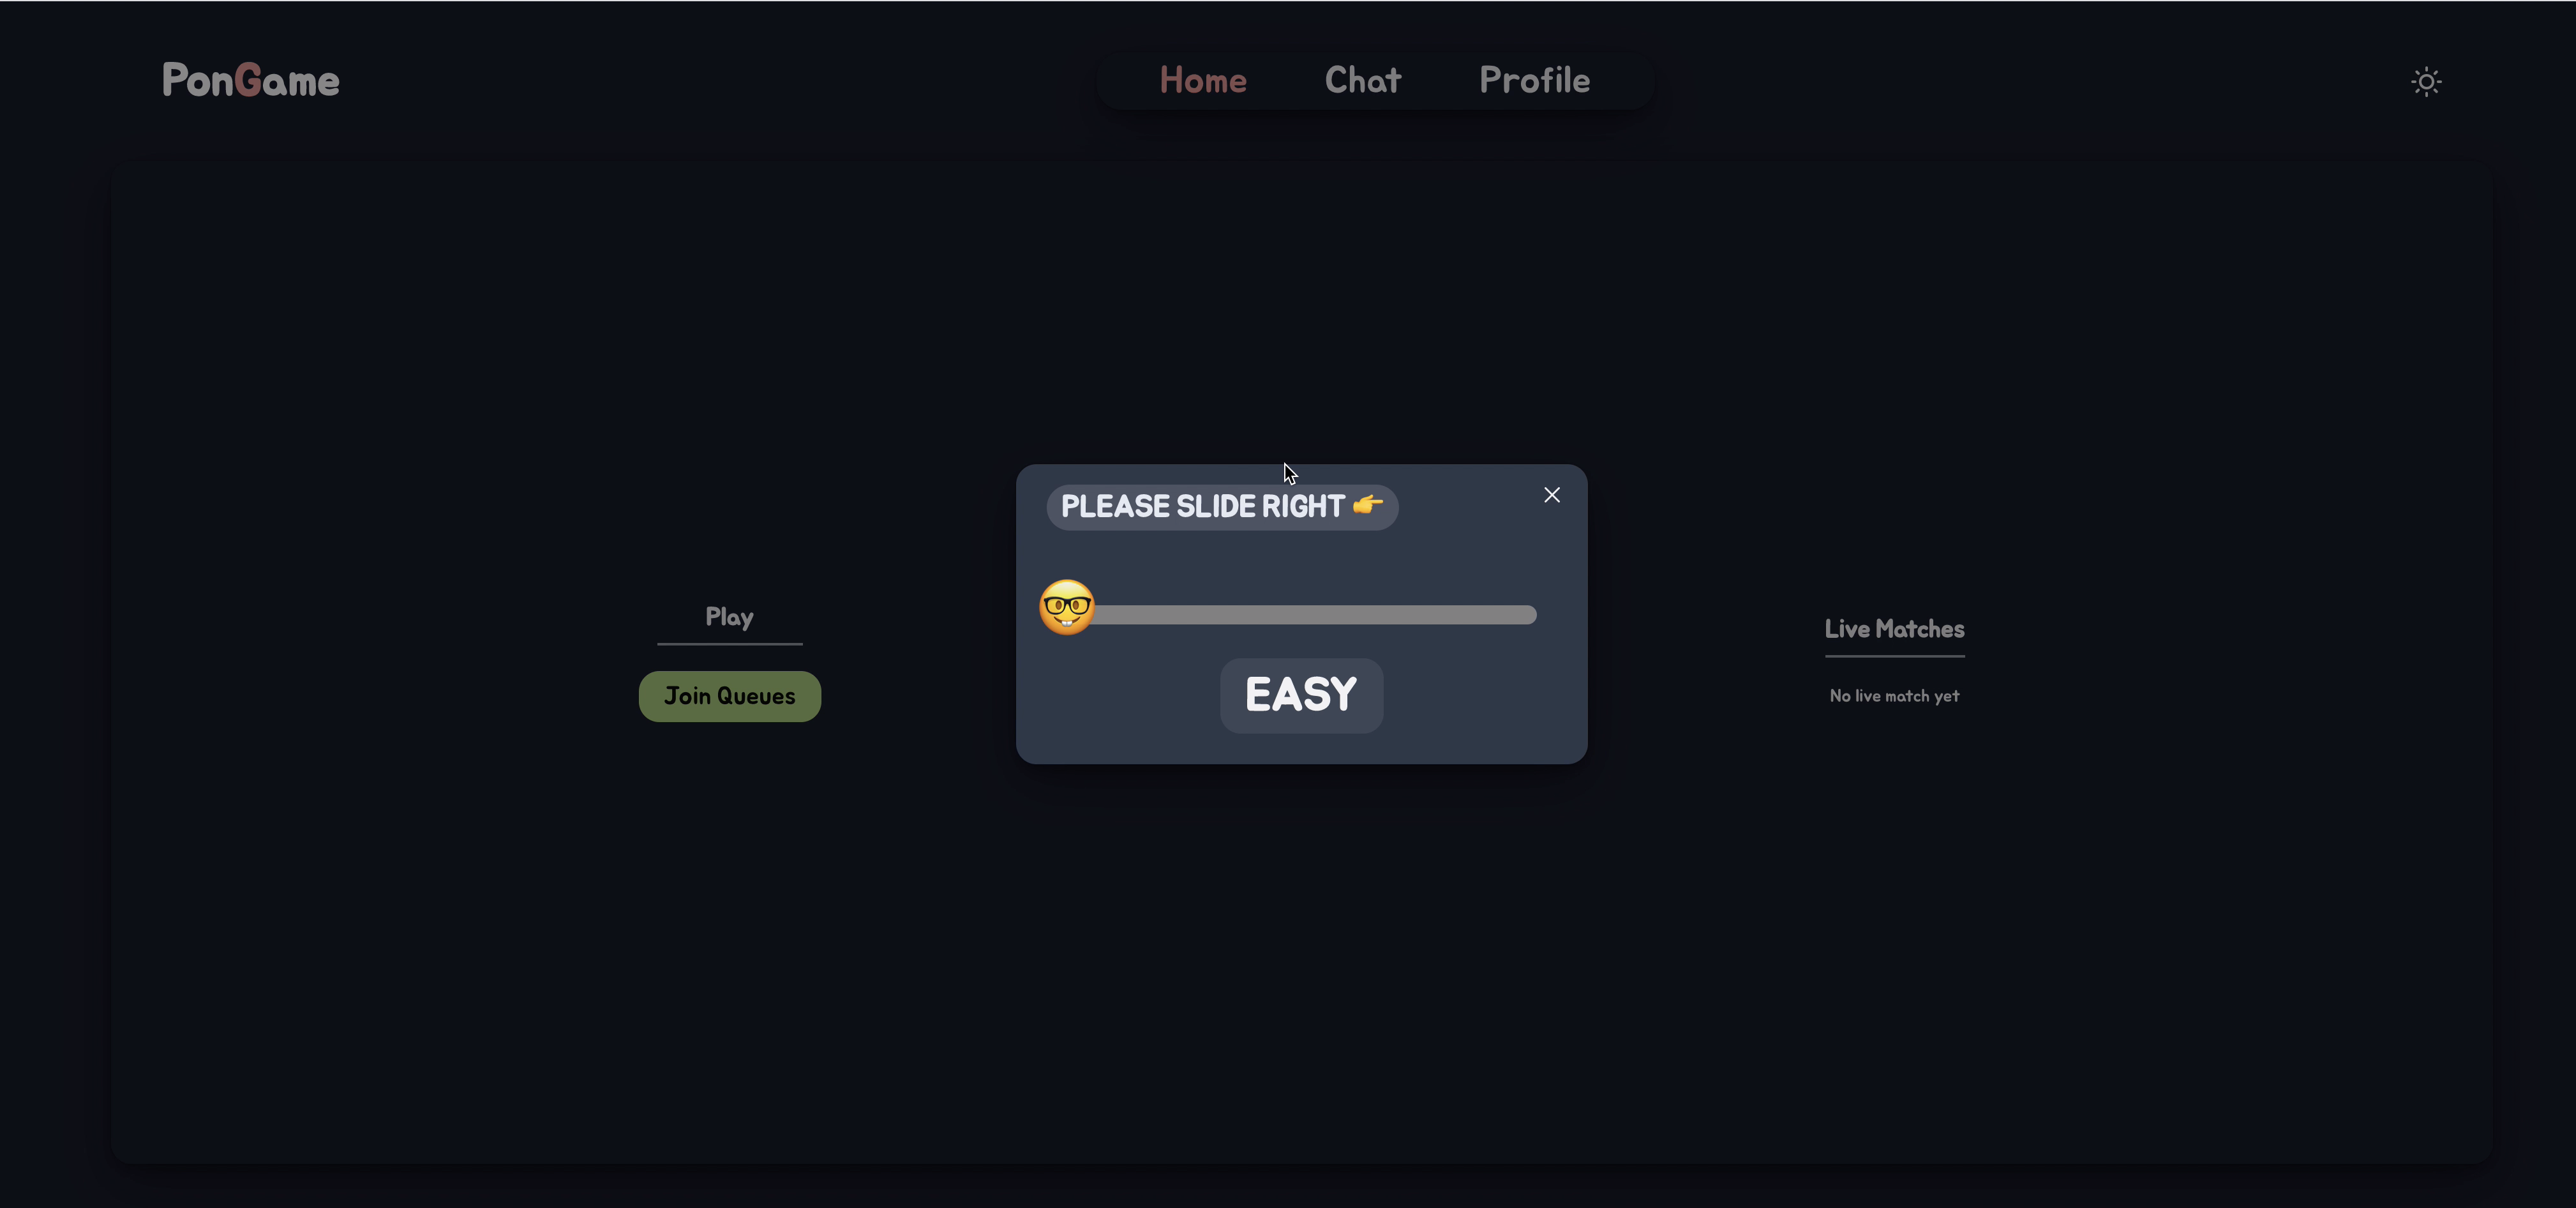 PonGame
Home
Chat
Profile
PLEASE SLIDE RIGHT 👉
EASY
Play
Join Queues
Live Matches
No live match yet